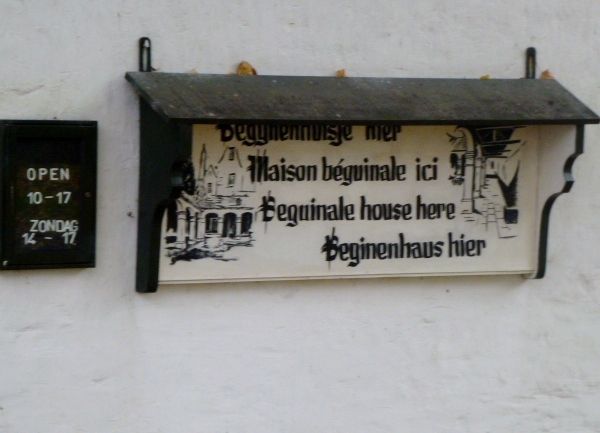 OPEN
10-17
ZONDAG
14-17
Begijnenhuisje hier
Maison béguinale ici
Beguinale house here
Beginenhaus hier